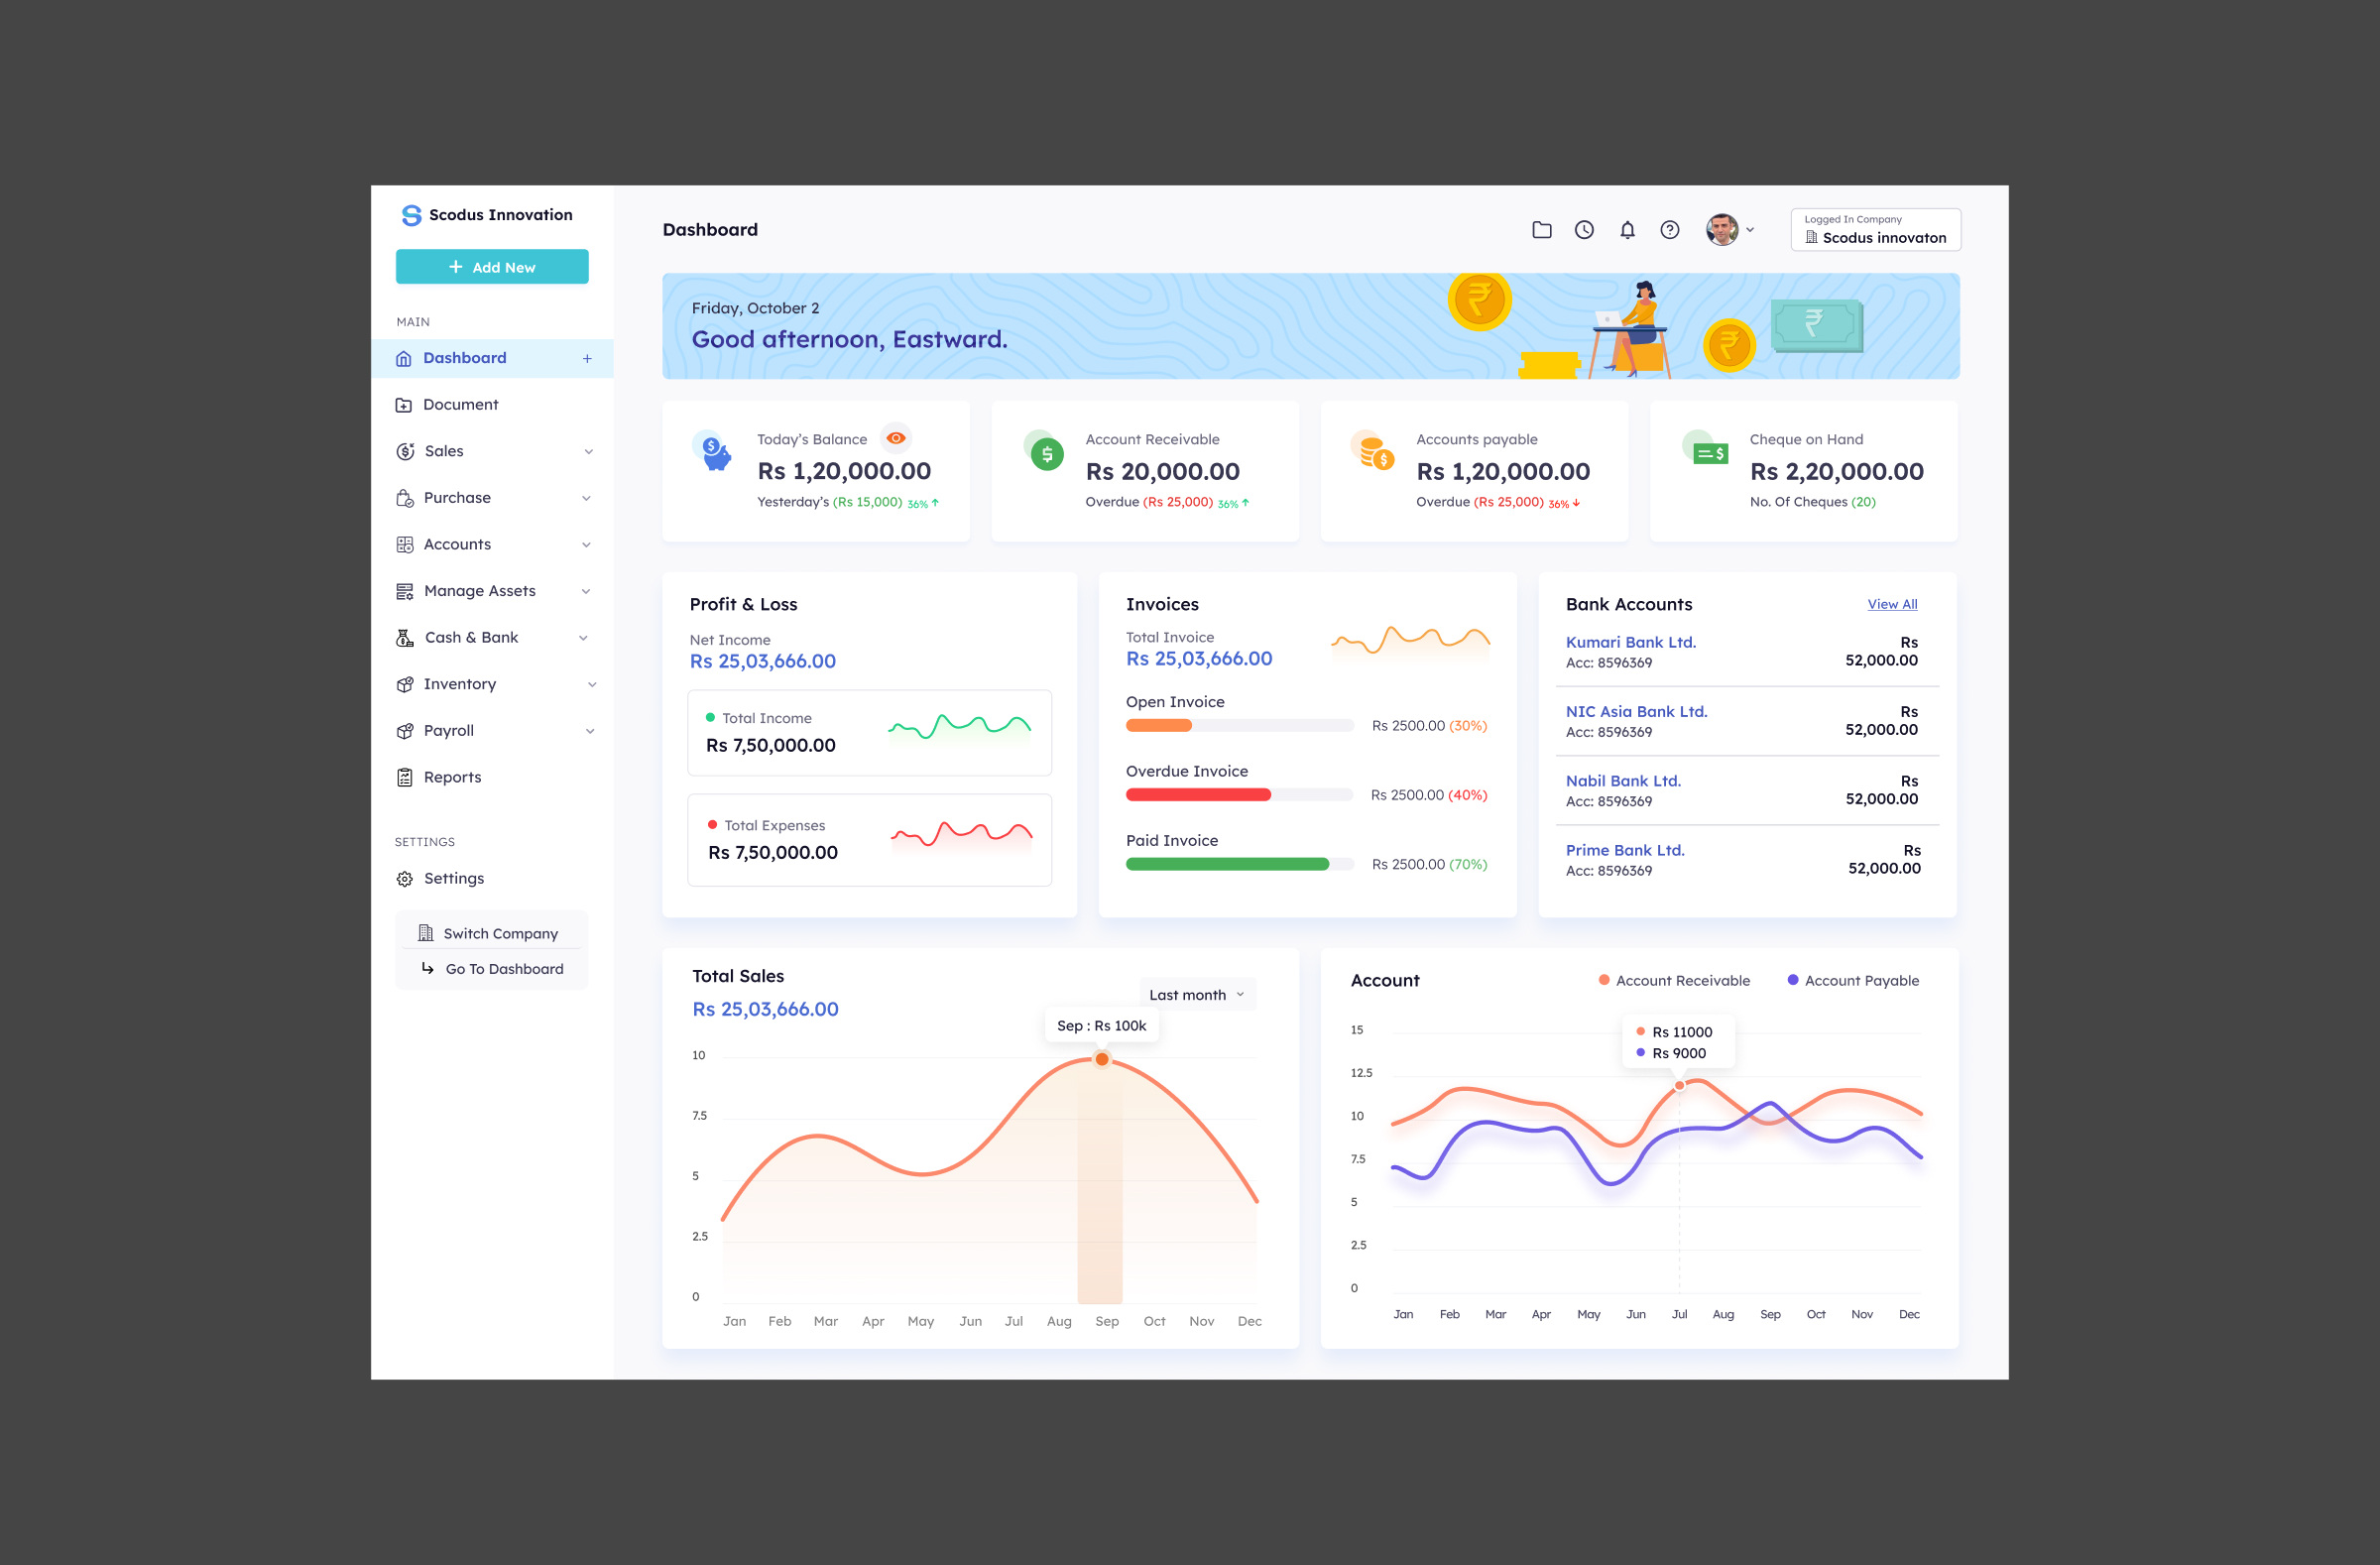 Scodus Innovation
Add New
MAIN
Dashboard
Document
Sales
Purchase
Accounts
Manage Assets
Cash & Bank
Inventory
Payroll
Reports
SETTINGS
Settings
Switch Company
Go To Dashboard
Dashboard
Logged In Company
Scodus innovaton
Friday, October 2
Good afternoon, Eastward.
Today’s Balance
Rs 1,20,000.00
Yesterday’s (Rs 15,000) 36%
Account Receivable
Rs 20,000.00
Overdue (Rs 25,000) 36%
Accounts payable
Rs 1,20,000.00
Overdue (Rs 25,000) 36%
Cheque on Hand
Rs 2,20,000.00
No. Of Cheques (20)
Profit & Loss
Net Income
Rs 25,03,666.00
Total Income
Rs 7,50,000.00
Total Expenses
Rs 7,50,000.00
Invoices
Total Invoice
Rs 25,03,666.00
Open Invoice
Rs 2500.00 (30%)
Overdue Invoice
Rs 2500.00 (40%)
Paid Invoice
Rs 2500.00 (70%)
Bank Accounts
View All
Kumari Bank Ltd.
Acc: 8596369
Rs
52,000.00
NIC Asia Bank Ltd.
Acc: 8596369
Rs
52,000.00
Nabil Bank Ltd.
Acc: 8596369
Rs
52,000.00
Prime Bank Ltd.
Acc: 8596369
Rs
52,000.00
Total Sales
Rs 25,03,666.00
Last month
Sep : Rs 100k
10
7.5
5
2.5
0
Jan Feb Mar Apr May Jun Jul Aug Sep Oct Nov Dec
Account
Account Receivable
Account Payable
Rs 11000
Rs 9000
15
12.5
10
7.5
5
2.5
0
Jan Feb Mar Apr May Jun Jul Aug Sep Oct Nov Dec